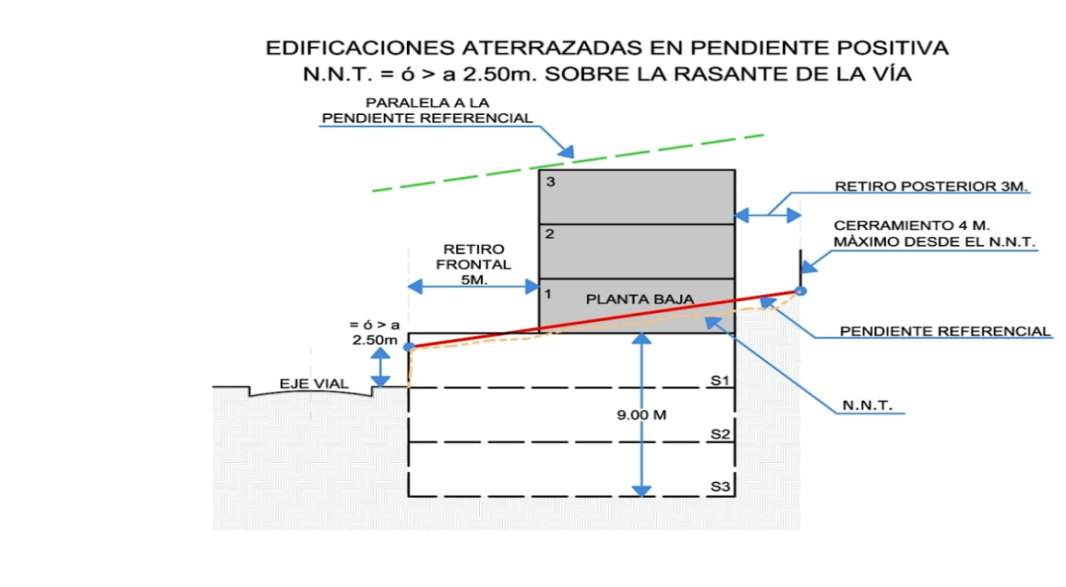 EDIFICACIONES ATERRAZADAS EN PENDIENTE POSITIVA
N.N.T. = ó > a 2.50m. SOBRE LA RASANTE DE LA VÍA
PARALELA A LA
PENDIENTE REFERENCIAL
3
RETIRO POSTERIOR 3M.
2
CERRAMIENTO 4 M.
MÀXIMO DESDE EL N.N.T.
RETIRO
FRONTAL
5M.
1
PLANTA BAJA
= ó > a
2.50m
PENDIENTE REFERENCIAL
EJE VIAL
S1
N.N.T.
9.00 M
S2
S3